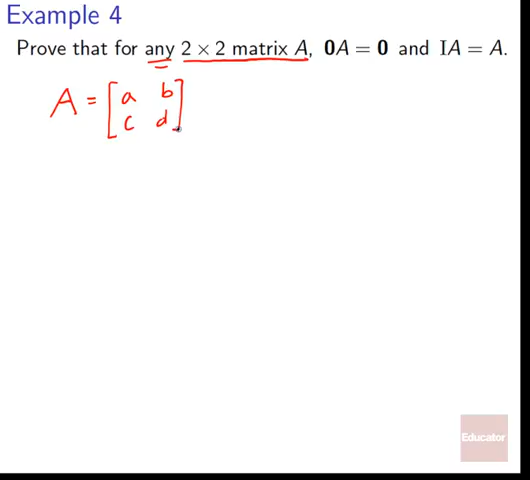 Example 4
Prove that for any 2 × 2 matrix A, 0A = 0 and IA = A.
A = [a b
c d]
Educator